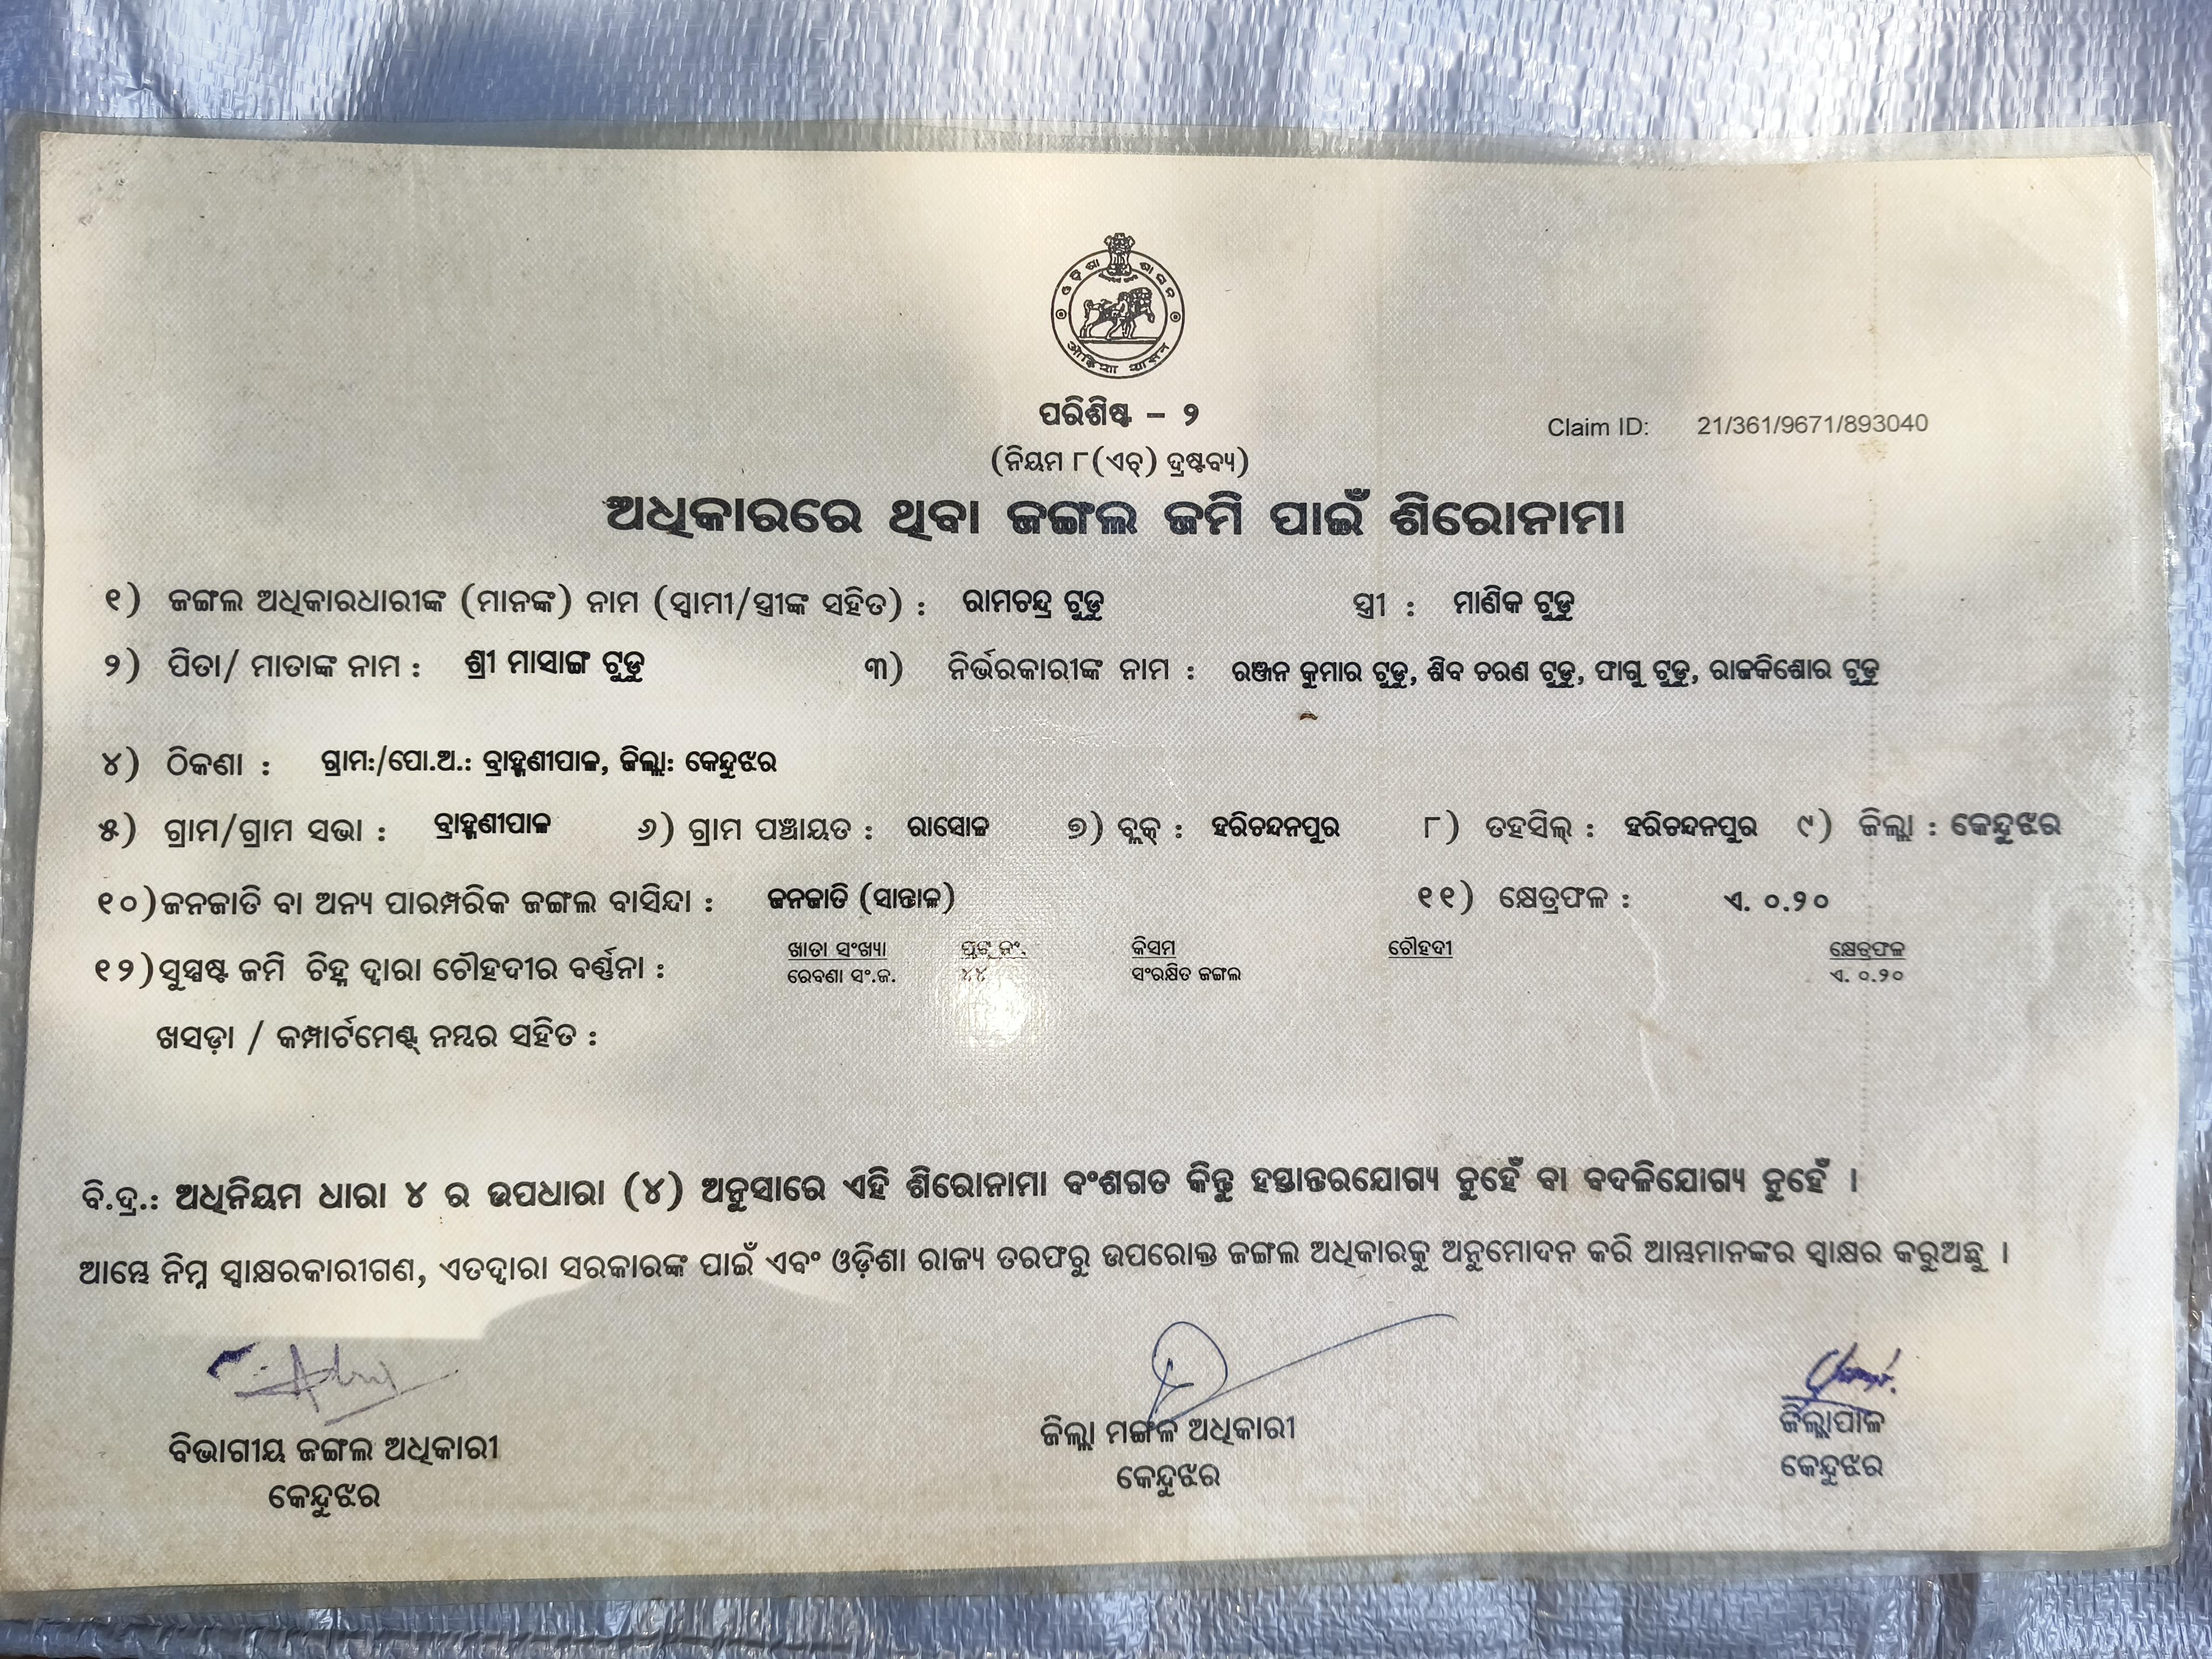 ଓଡ଼ିଶା ଶାସନ
ओड़िशा शासन
ପରିଶିଷ୍ଟ – ୨
Claim ID: 21/361/9671/893040
(ନିୟମ ୮(ଏଚ୍) ଦ୍ରଷ୍ଟବ୍ୟ)
ଅଧିକାରରେ ଥିବା ଜଙ୍ଗଲ ଜମି ପାଇଁ ଶିରୋନାମା
୧) ଜଙ୍ଗଲ ଅଧିକାରଧାରୀଙ୍କ (ମାନଙ୍କ) ନାମ (ସ୍ୱାମୀ/ସ୍ତ୍ରୀଙ୍କ ସହିତ) : ରାମଚନ୍ଦ୍ର ଟୁଡୁ ସ୍ତ୍ରୀ : ମାଣିକ ଟୁଡୁ
୨) ପିତା/ ମାତାଙ୍କ ନାମ : ଶ୍ରୀ ମାସାଙ୍ଗ ଟୁଡୁ ୩) ନିର୍ଭରକାରୀଙ୍କ ନାମ : ରଞ୍ଜନ କୁମାର ଟୁଡୁ, ଶିବ ଚରଣ ଟୁଡୁ, ଫାଗୁ ଟୁଡୁ, ରାଜକିଶୋର ଟୁଡୁ
୪) ଠିକଣା : ଗ୍ରାମ:/ପୋ.ଅ.: ବ୍ରାହ୍ମଣୀପାଳ, ଜିଲ୍ଲା: କେନ୍ଦୁଝର
୫) ଗ୍ରାମ/ଗ୍ରାମ ସଭା : ବ୍ରାହ୍ମଣୀପାଳ ୬) ଗ୍ରାମ ପଞ୍ଚାୟତ : ରାସୋଳ ୭) ବ୍ଲକ୍ : ହରିଚନ୍ଦନପୁର ୮) ତହସିଲ୍ : ହରିଚନ୍ଦନପୁର ୯) ଜିଲ୍ଲା : କେନ୍ଦୁଝର
୧୦)ଜନଜାତି ବା ଅନ୍ୟ ପାରମ୍ପରିକ ଜଙ୍ଗଲ ବାସିନ୍ଦା : ଜନଜାତି (ସାନ୍ତାଳ) ୧୧) କ୍ଷେତ୍ରଫଳ : ଏ. ୦.୨୦
ଖାତା ସଂଖ୍ୟା ପ୍ଲଟ୍ ନଂ. କିସମ ଚୌହଦୀ କ୍ଷେତ୍ରଫଳ
୧୨)ସୁସ୍ପଷ୍ଟ ଜମି ଚିହ୍ନ ଦ୍ୱାରା ଚୌହଦୀର ବର୍ଣ୍ଣନା : ରେବଣା ସଂ.ଜ. ୪୪ ସଂରକ୍ଷିତ ଜଙ୍ଗଲ ଏ. ୦.୨୦
ଖସଡ଼ା / କମ୍ପାର୍ଟମେଣ୍ଟ୍ ନମ୍ବର ସହିତ :
ବି.ଦ୍ର.: ଅଧିନିୟମ ଧାରା ୪ ର ଉପଧାରା (୪) ଅନୁସାରେ ଏହି ଶିରୋନାମା ବଂଶଗତ କିନ୍ତୁ ହସ୍ତାନ୍ତରଯୋଗ୍ୟ ନୁହେଁ ବା ବଦଳିଯୋଗ୍ୟ ନୁହେଁ ।
ଆମ୍ଭେ ନିମ୍ନ ସ୍ୱାକ୍ଷରକାରୀଗଣ, ଏତଦ୍ୱାରା ସରକାରଙ୍କ ପାଇଁ ଏବଂ ଓଡ଼ିଶା ରାଜ୍ୟ ତରଫରୁ ଉପରୋକ୍ତ ଜଙ୍ଗଲ ଅଧିକାରକୁ ଅନୁମୋଦନ କରି ଆମ୍ଭମାନଙ୍କର ସ୍ୱାକ୍ଷର କରୁଅଛୁ ।
ବିଭାଗୀୟ ଜଙ୍ଗଲ ଅଧିକାରୀ ଜିଲ୍ଲା ମଙ୍ଗଳ ଅଧିକାରୀ ଜିଲ୍ଲାପାଳ
କେନ୍ଦୁଝର କେନ୍ଦୁଝର କେନ୍ଦୁଝର